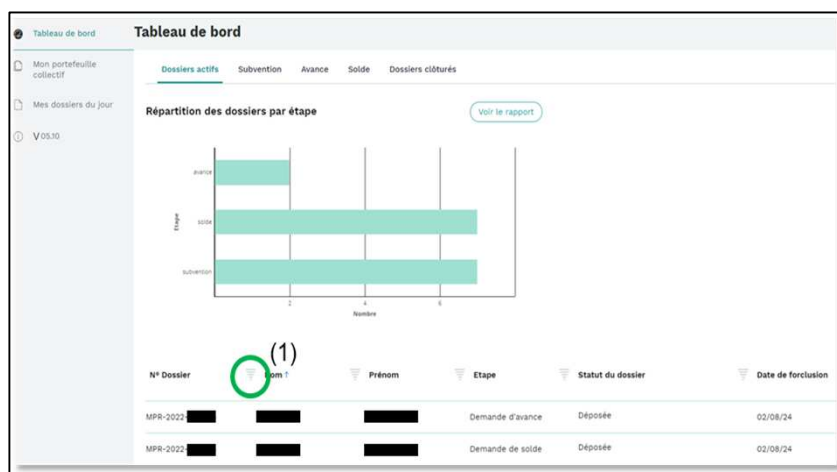 Tableau de bord
Mon portefeuille
collectif
Mes dossiers du jour
V 05.10
Tableau de bord
Dossiers actifs Subvention Avance Solde Dossiers clôturés
Répartition des dossiers par étape
Voir le rapport
avance
solde
subvention
Etape
2 4 6
Nombre
(1)
N° Dossier om ↑ Prénom Etape Statut du dossier Date de forclusion
MPR-2022- Demande d'avance Déposée 02/08/24
MPR-2022- Demande de solde Déposée 02/08/24